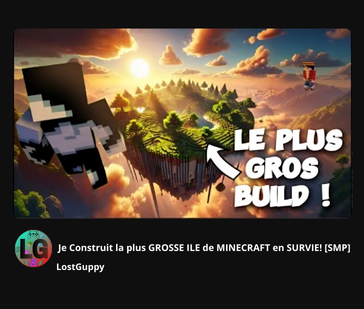 LE PLUS
GROS
BUILD !
LG
Je Construit la plus GROSSE ILE de MINECRAFT en SURVIE! [SMP]
LostGuppy